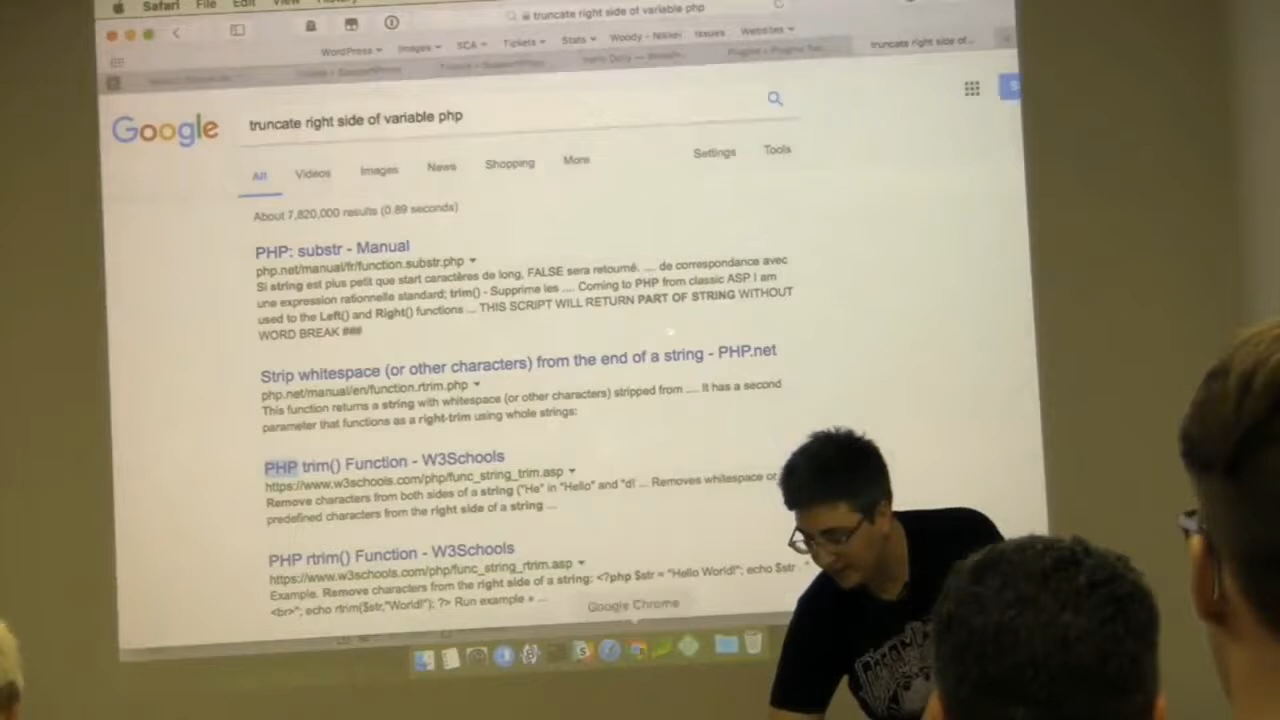 Safari File Edit View
truncate right side of variable php
WordPress Images SCA Tickets Stats Woody - Nikkei Issues Websites
truncate right side of...
Google truncate right side of variable php
All Videos Images News Shopping More Settings Tools
About 7,820,000 results (0.89 seconds)
PHP: substr - Manual
php.net/manual/fr/function.substr.php
Si string est plus petit que start caractères de long, FALSE sera retourné. ... de correspondance avec
une expression rationnelle standard; trim() - Supprime les .... Coming to PHP from classic ASP I am
used to the Left() and Right() functions ... THIS SCRIPT WILL RETURN PART OF STRING WITHOUT
WORD BREAK ###
Strip whitespace (or other characters) from the end of a string - PHP.net
php.net/manual/en/function.rtrim.php
This function returns a string with whitespace (or other characters) stripped from .... It has a second
parameter that functions as a right-trim using whole strings:
PHP trim() Function - W3Schools
https://www.w3schools.com/php/func_string_trim.asp
Remove characters from both sides of a string ("He" in "Hello" and "d! ... Removes whitespace or
predefined characters from the right side of a string ...
PHP rtrim() Function - W3Schools
https://www.w3schools.com/php/func_string_rtrim.asp
Example. Remove characters from the right side of a string: <?php $str = "Hello World!"; echo $str .
<br>"; echo rtrim($str,"World!"); ?> Run example » ...
Google Chrome